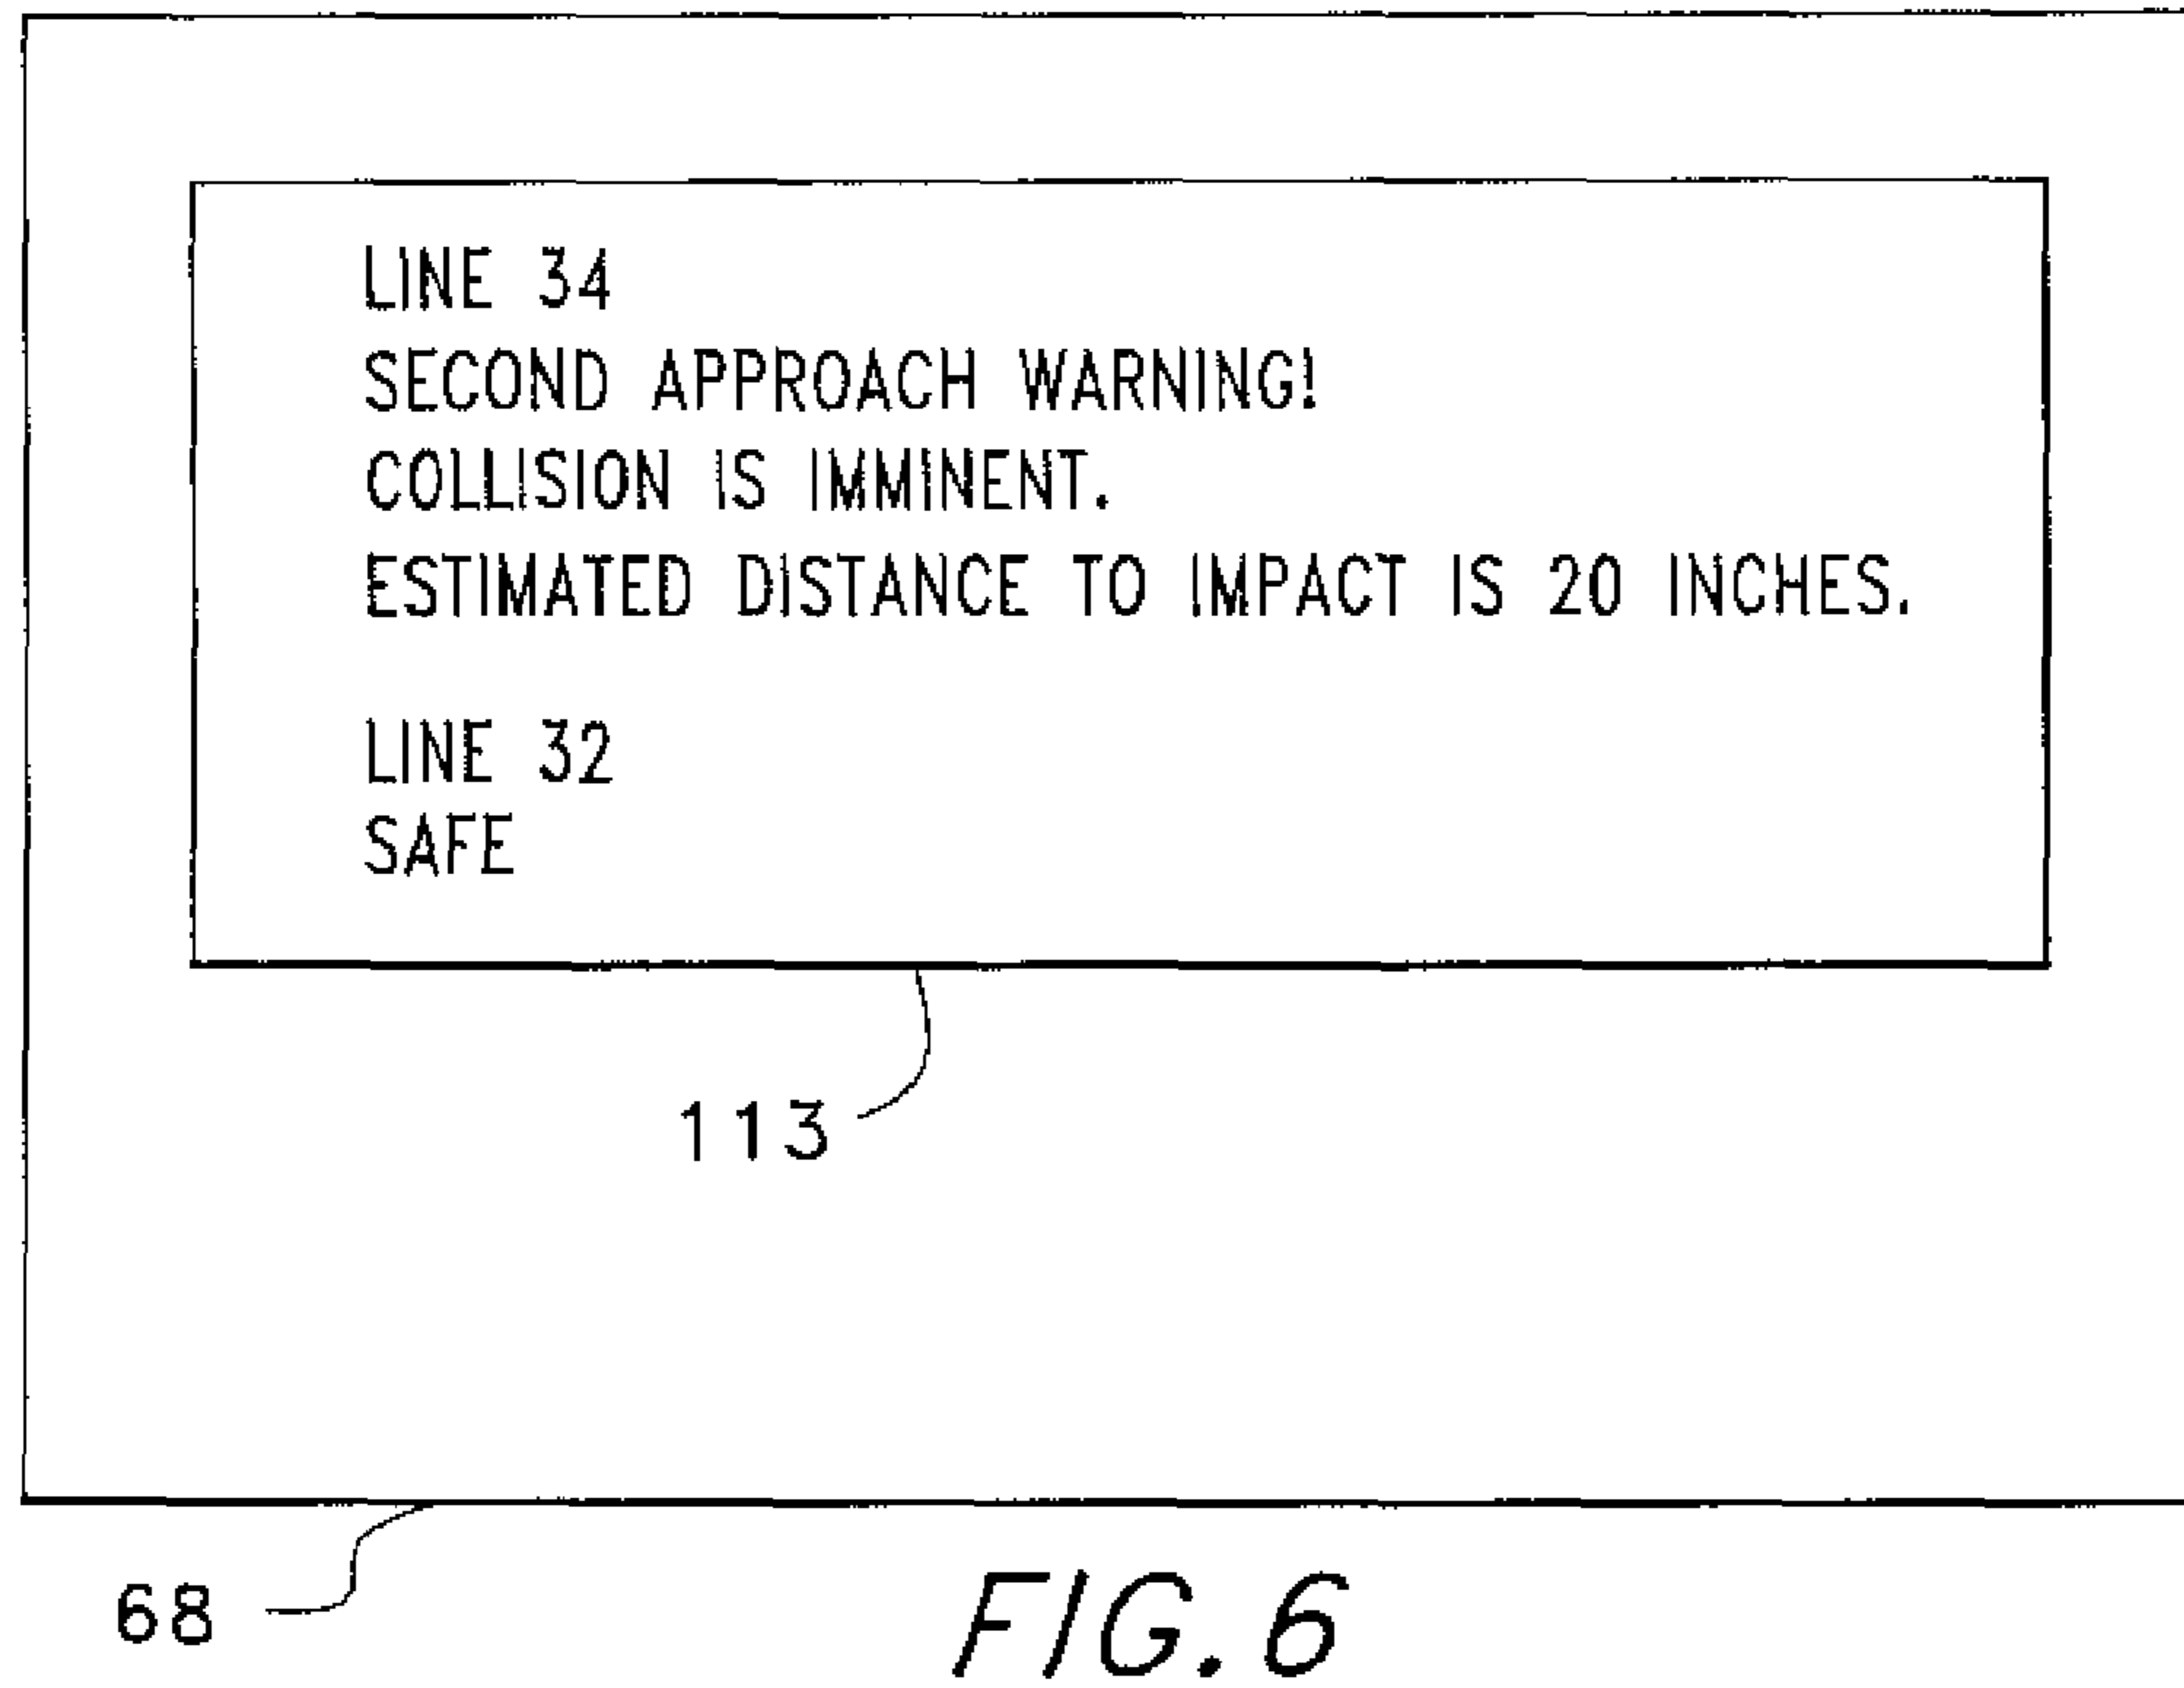 LINE 34
SECOND APPROACH WARNING!
COLLISION IS IMMINENT.
ESTIMATED DISTANCE TO IMPACT IS 20 INCHES.
LINE 32
SAFE
113
68
FIG.6